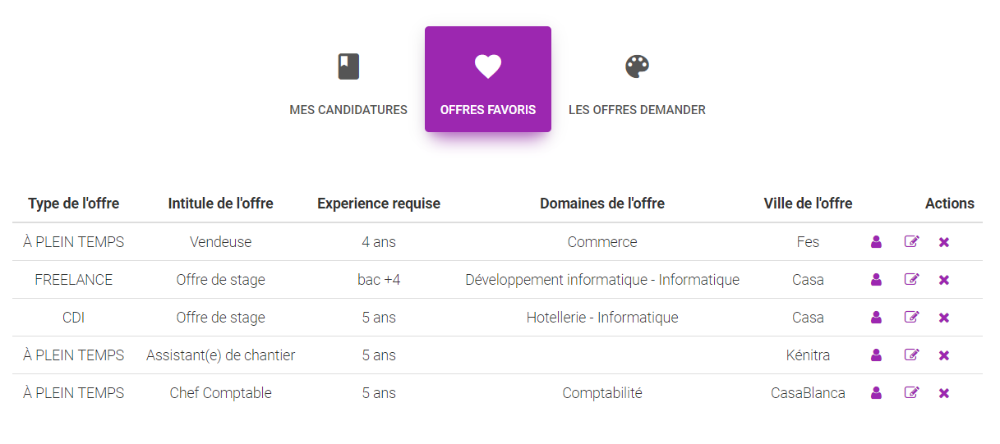 MES CANDIDATURES OFFRES FAVORIS LES OFFRES DEMANDER
Type de l'offre Intitule de l'offre Experience requise Domaines de l'offre Ville de l'offre Actions
À PLEIN TEMPS Vendeuse 4 ans Commerce Fes
FREELANCE Offre de stage bac +4 Développement informatique - Informatique Casa
CDI Offre de stage 5 ans Hotellerie - Informatique Casa
À PLEIN TEMPS Assistant(e) de chantier 5 ans Kénitra
À PLEIN TEMPS Chef Comptable 5 ans Comptabilité CasaBlanca